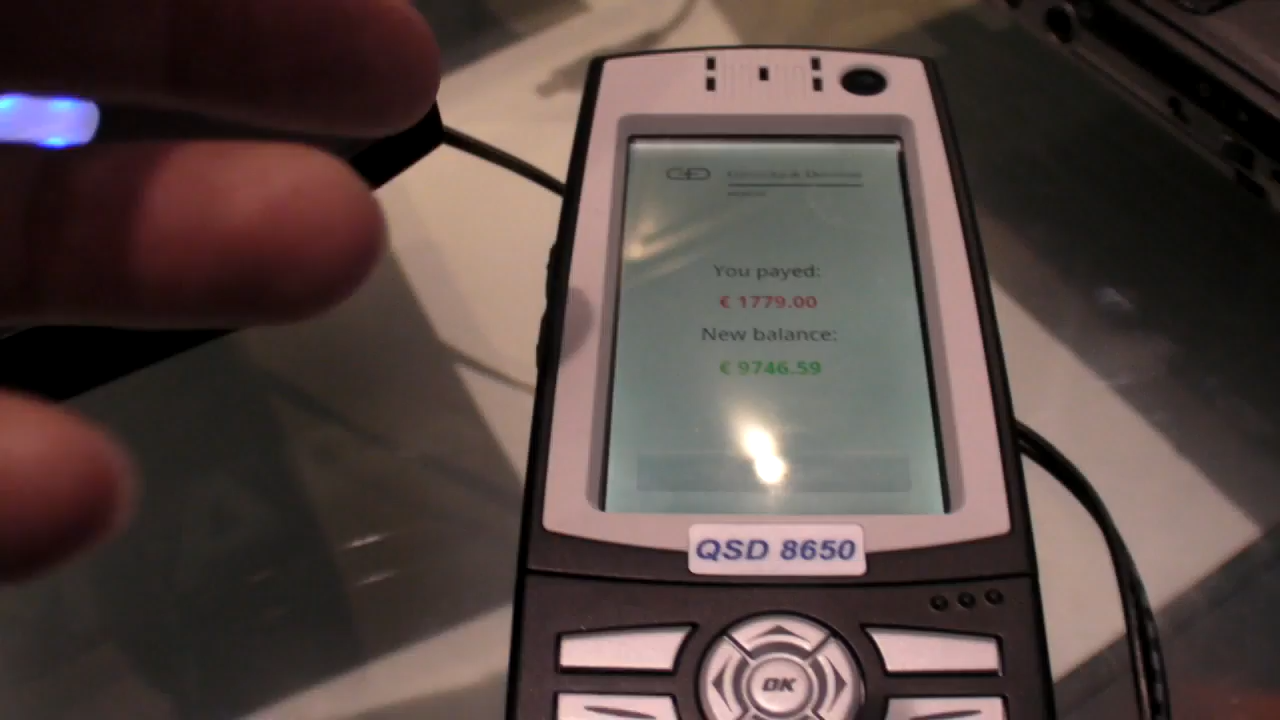 You payed:
€ 1779.00
New balance:
€ 9746.59
QSD 8650
OK